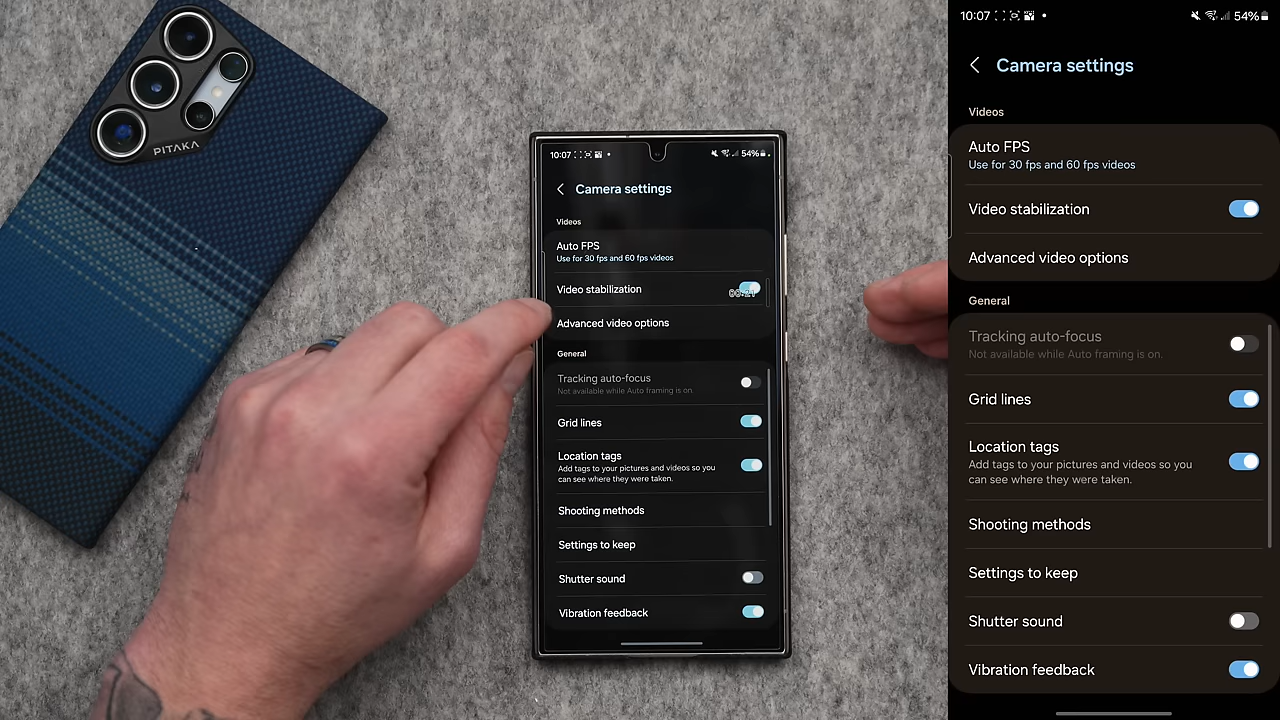 PITAKA
10:07
54%
Camera settings
Videos
Auto FPS
Use for 30 fps and 60 fps videos
Video stabilization
Advanced video options
General
Tracking auto-focus
Not available while Auto framing is on.
Grid lines
Location tags
Add tags to your pictures and videos so you
can see where they were taken.
Shooting methods
Settings to keep
Shutter sound
Vibration feedback
10:07
54%
Camera settings
Videos
Auto FPS
Use for 30 fps and 60 fps videos
Video stabilization
Advanced video options
General
Tracking auto-focus
Not available while Auto framing is on.
Grid lines
Location tags
Add tags to your pictures and videos so you
can see where they were taken.
Shooting methods
Settings to keep
Shutter sound
Vibration feedback